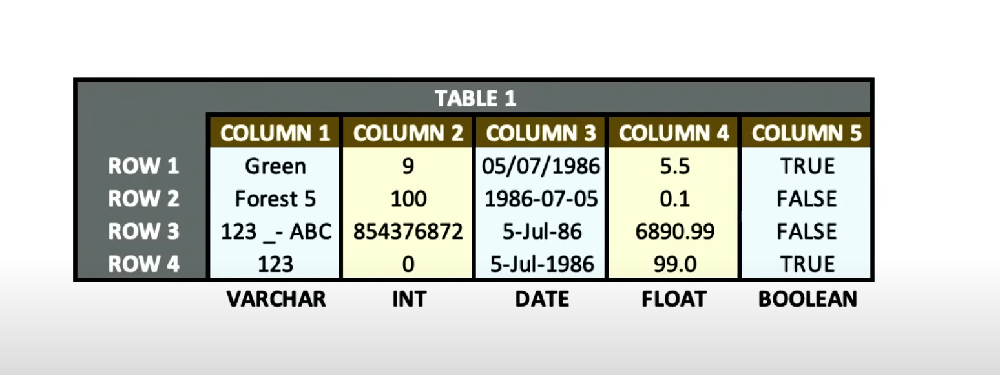 TABLE 1
COLUMN 1 COLUMN 2 COLUMN 3 COLUMN 4 COLUMN 5
ROW 1 Green 9 05/07/1986 5.5 TRUE
ROW 2 Forest 5 100 1986-07-05 0.1 FALSE
ROW 3 123 _- ABC 854376872 5-Jul-86 6890.99 FALSE
ROW 4 123 0 5-Jul-1986 99.0 TRUE
VARCHAR INT DATE FLOAT BOOLEAN